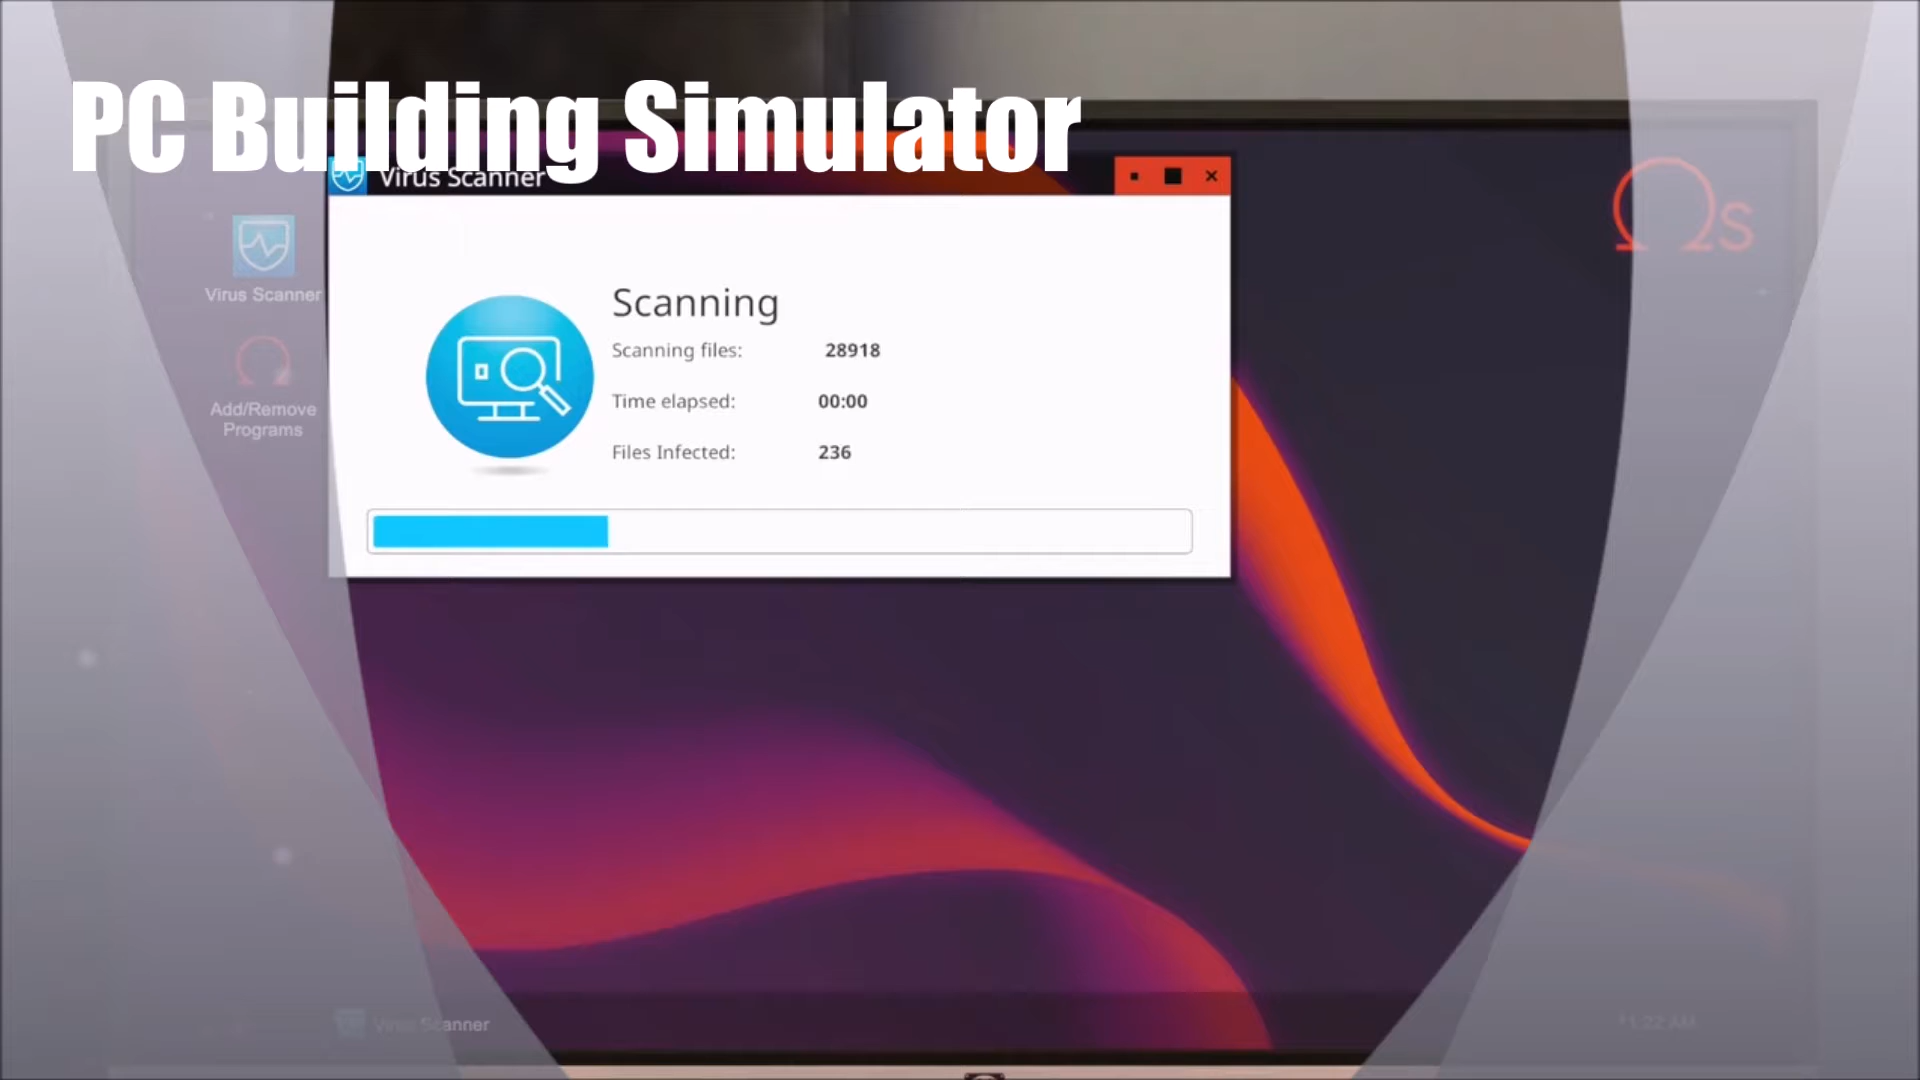 PC Building Simulator
Virus Scanner
Ωs
Virus Scanner
Scanning
Scanning files: 28918
Time elapsed: 00:00
Files Infected: 236
Add/Remove
Programs
Virus Scanner